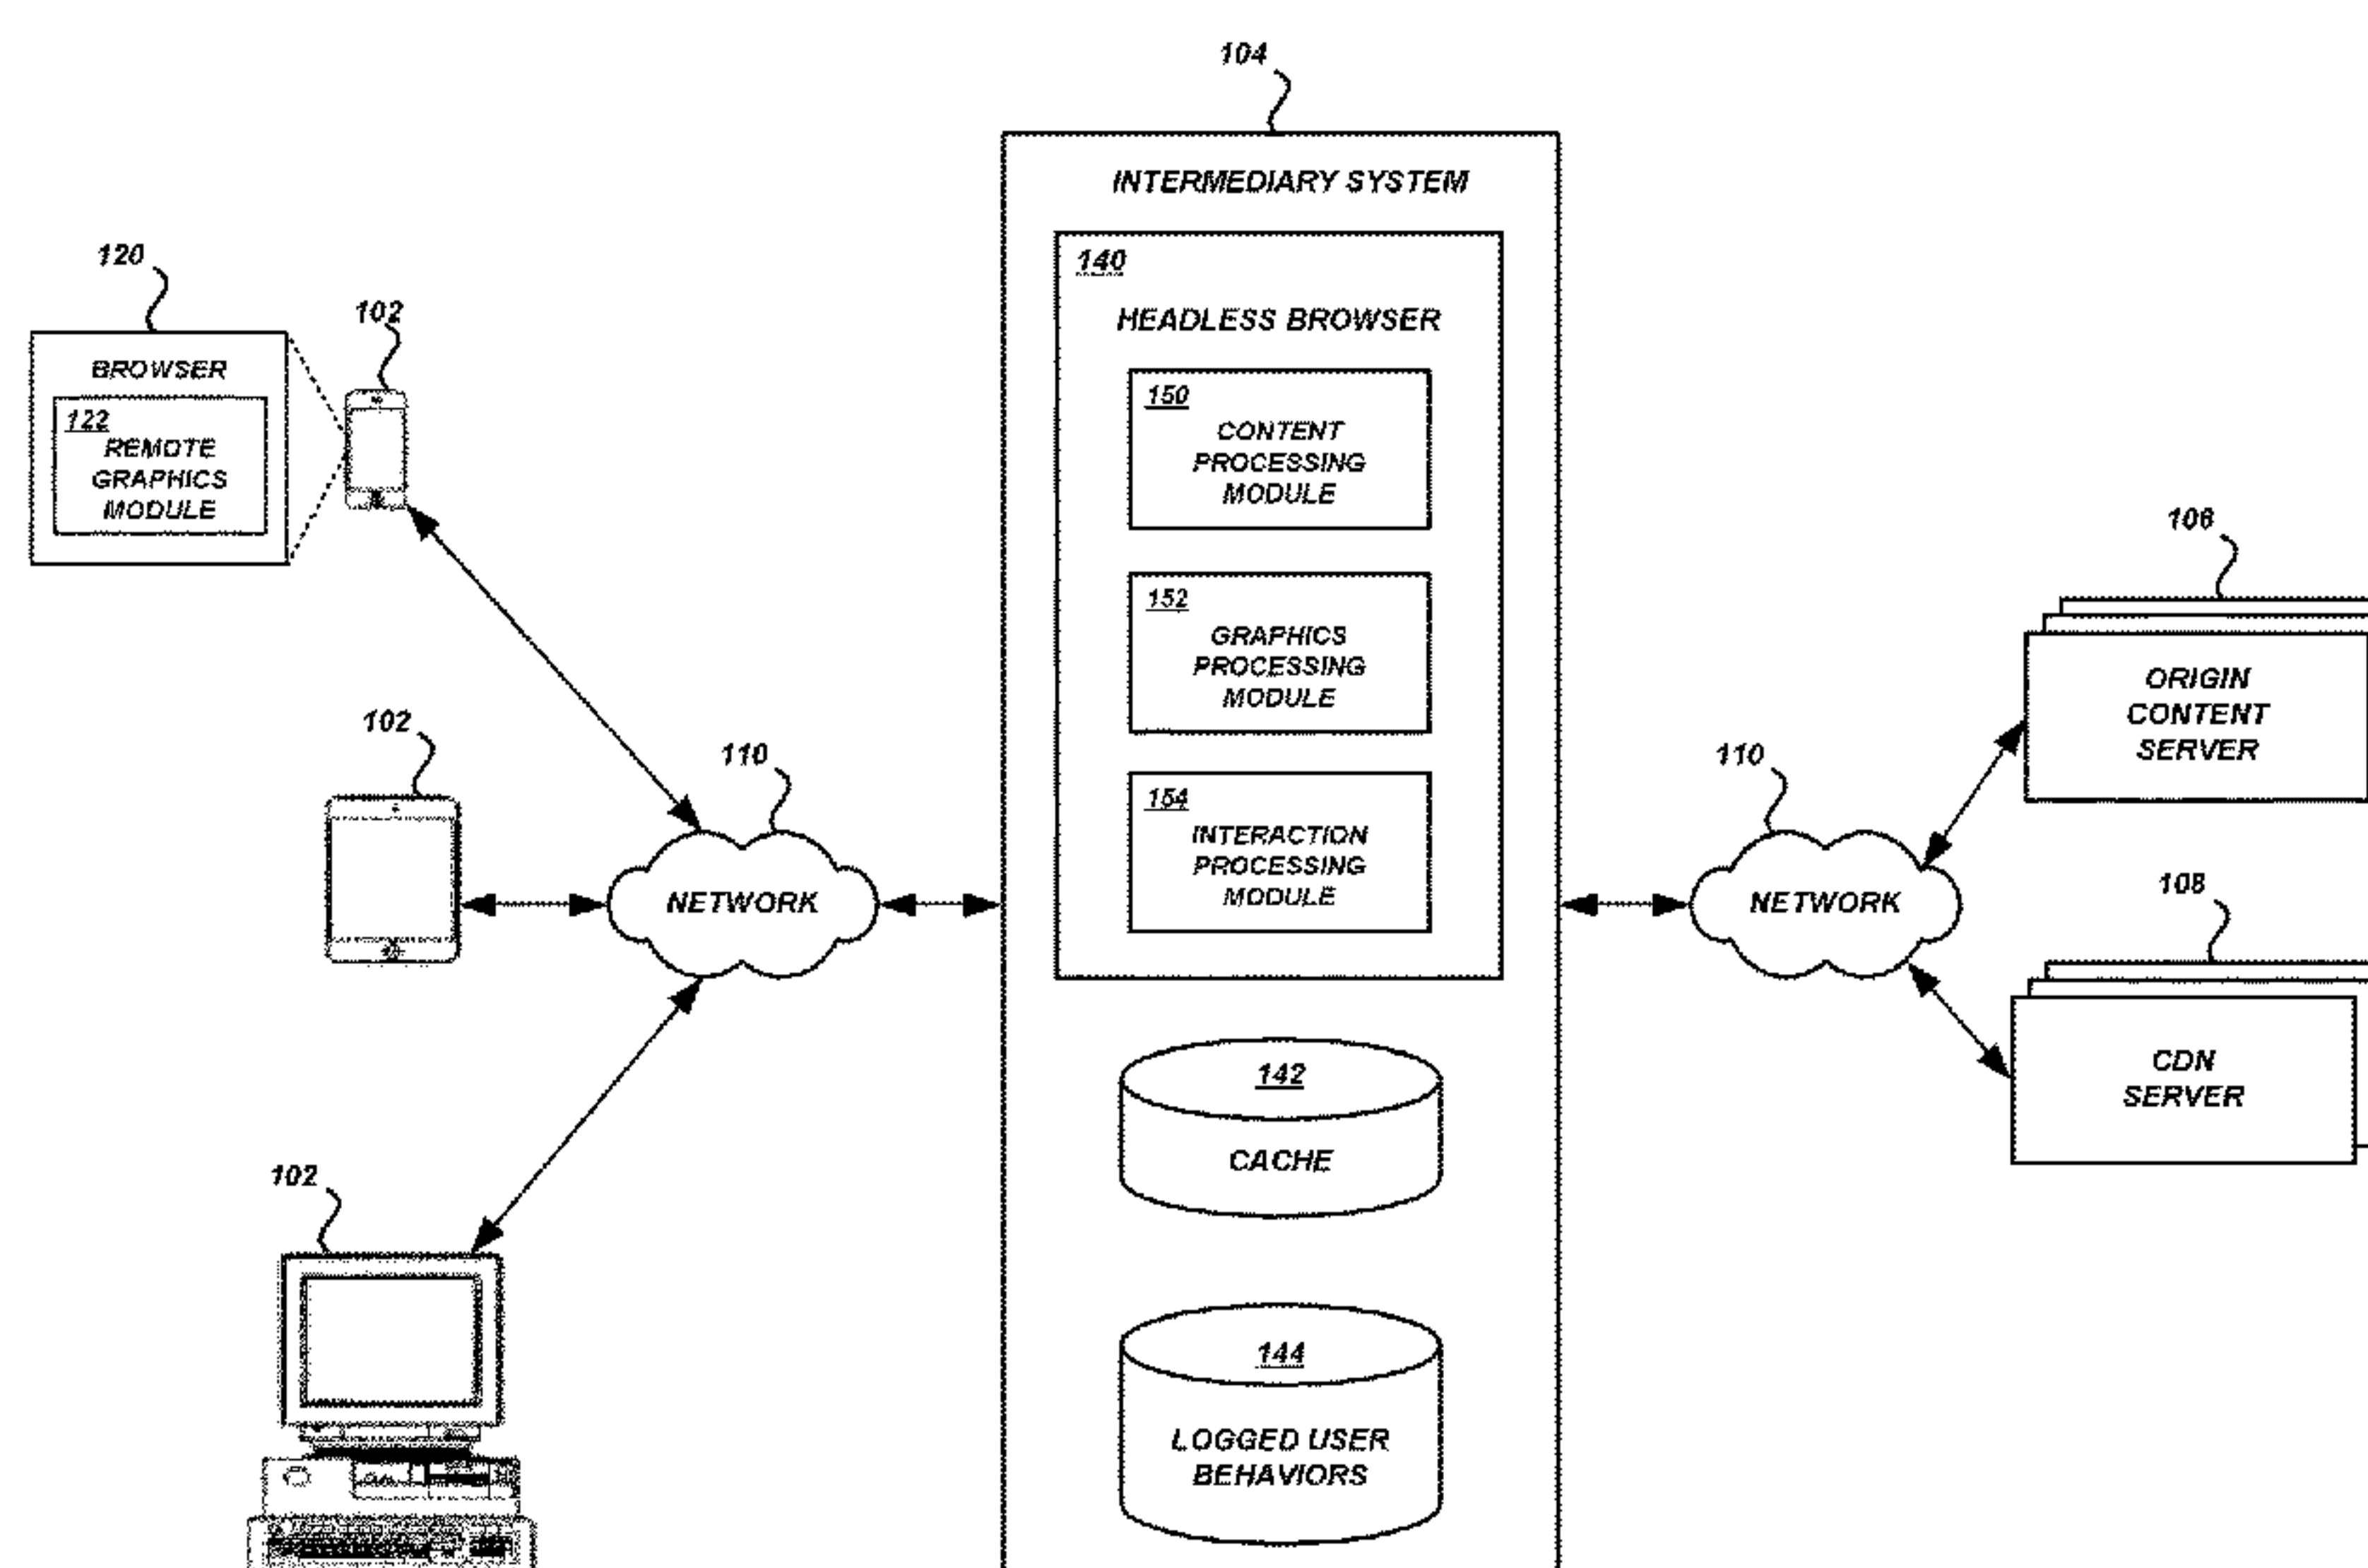 104
INTERMEDIARY SYSTEM
140
HEADLESS BROWSER
150
CONTENT
PROCESSING
MODULE
152
GRAPHICS
PROCESSING
MODULE
154
INTERACTION
PROCESSING
MODULE
142
CACHE
144
LOGGED USER
BEHAVIORS
120
BROWSER
122
REMOTE
GRAPHICS
MODULE
102
102
102
110
NETWORK
110
NETWORK
106
ORIGIN
CONTENT
SERVER
108
CDN
SERVER